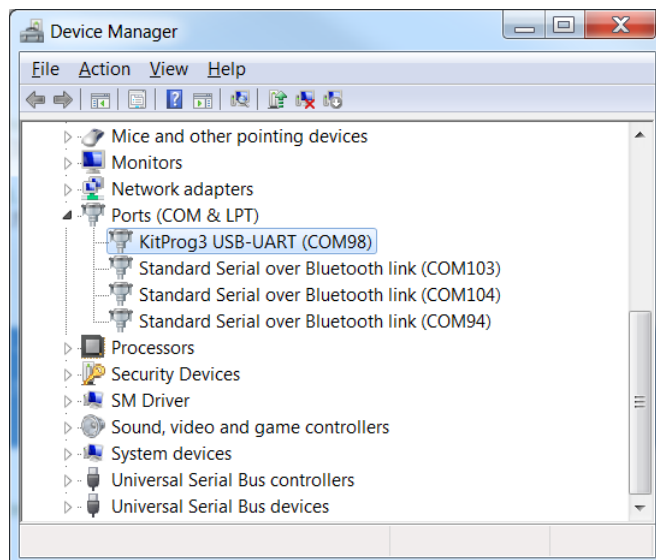 Device Manager
File Action View Help
Mice and other pointing devices
Monitors
Network adapters
Ports (COM & LPT)
KitProg3 USB-UART (COM98)
Standard Serial over Bluetooth link (COM103)
Standard Serial over Bluetooth link (COM104)
Standard Serial over Bluetooth link (COM94)
Processors
Security Devices
SM Driver
Sound, video and game controllers
System devices
Universal Serial Bus controllers
Universal Serial Bus devices